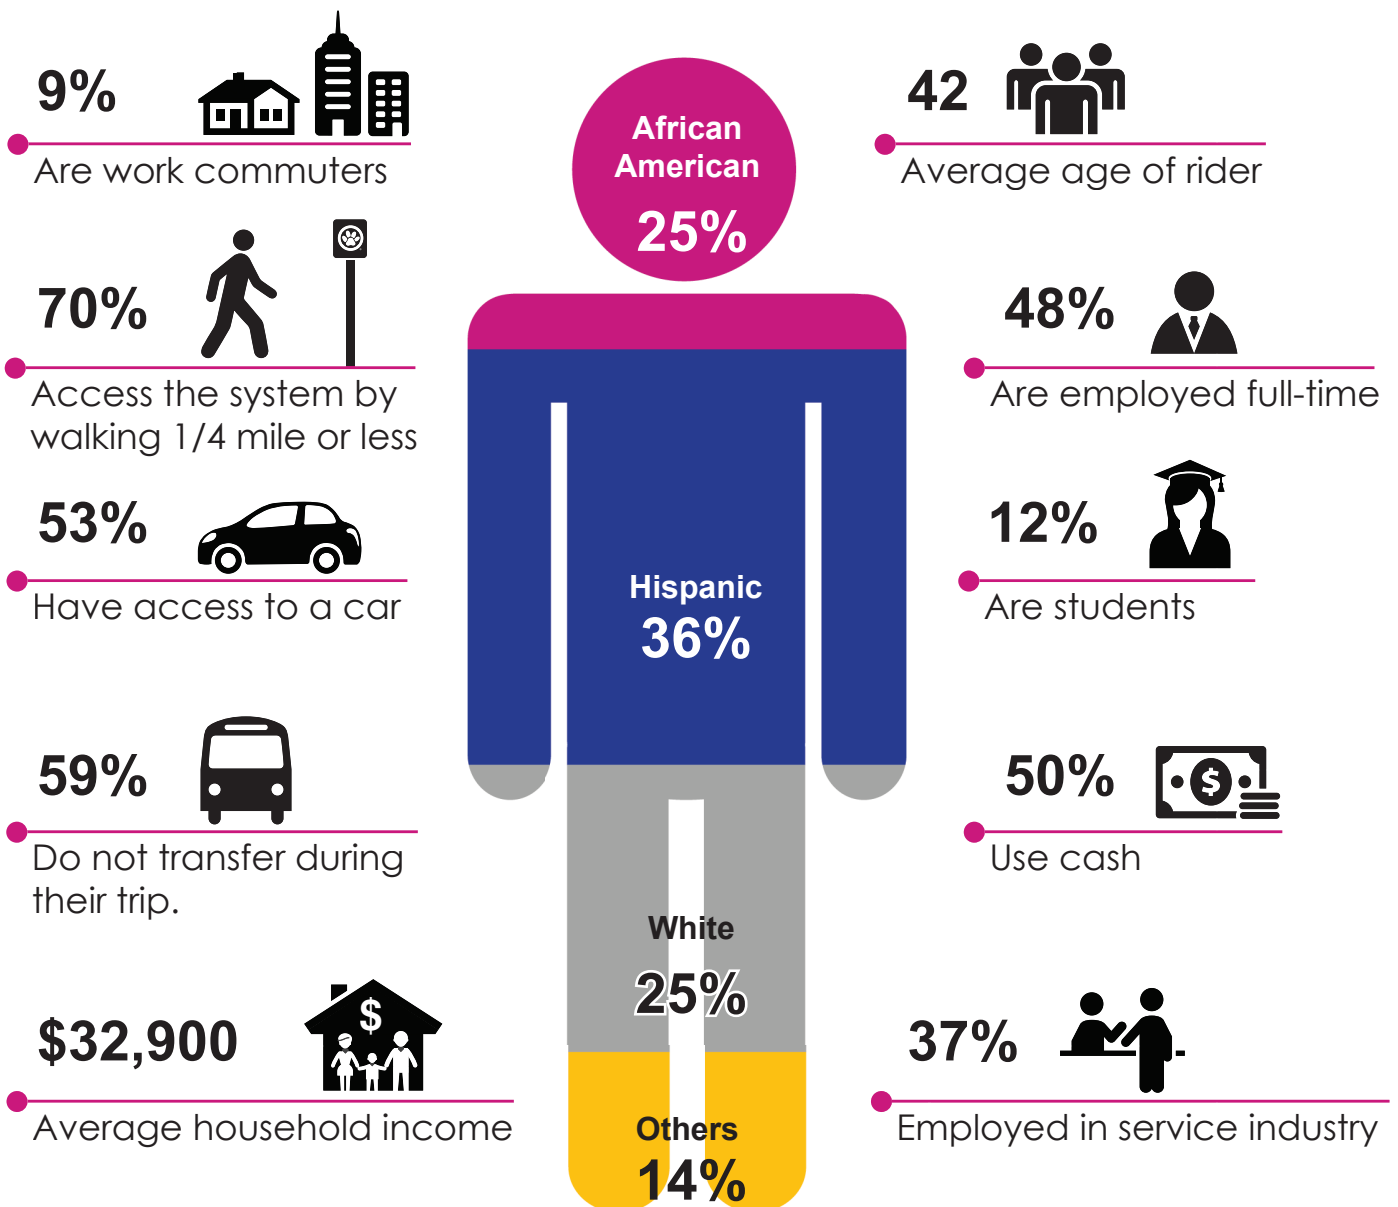 9%
Are work commuters
70%
Access the system by
walking 1/4 mile or less
53%
Have access to a car
59%
Do not transfer during
their trip.
$32,900
$
Average household income
African
American
25%
Hispanic
36%
White
25%
Others
14%
42
Average age of rider
48%
Are employed full-time
12%
Are students
50%
$
Use cash
37%
Employed in service industry